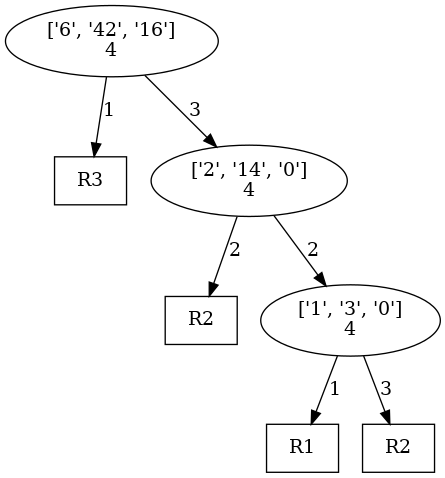 ['6', '42', '16']
4
1
3
R3
['2', '14', '0']
4
2
2
R2
['1', '3', '0']
4
1
3
R1
R2